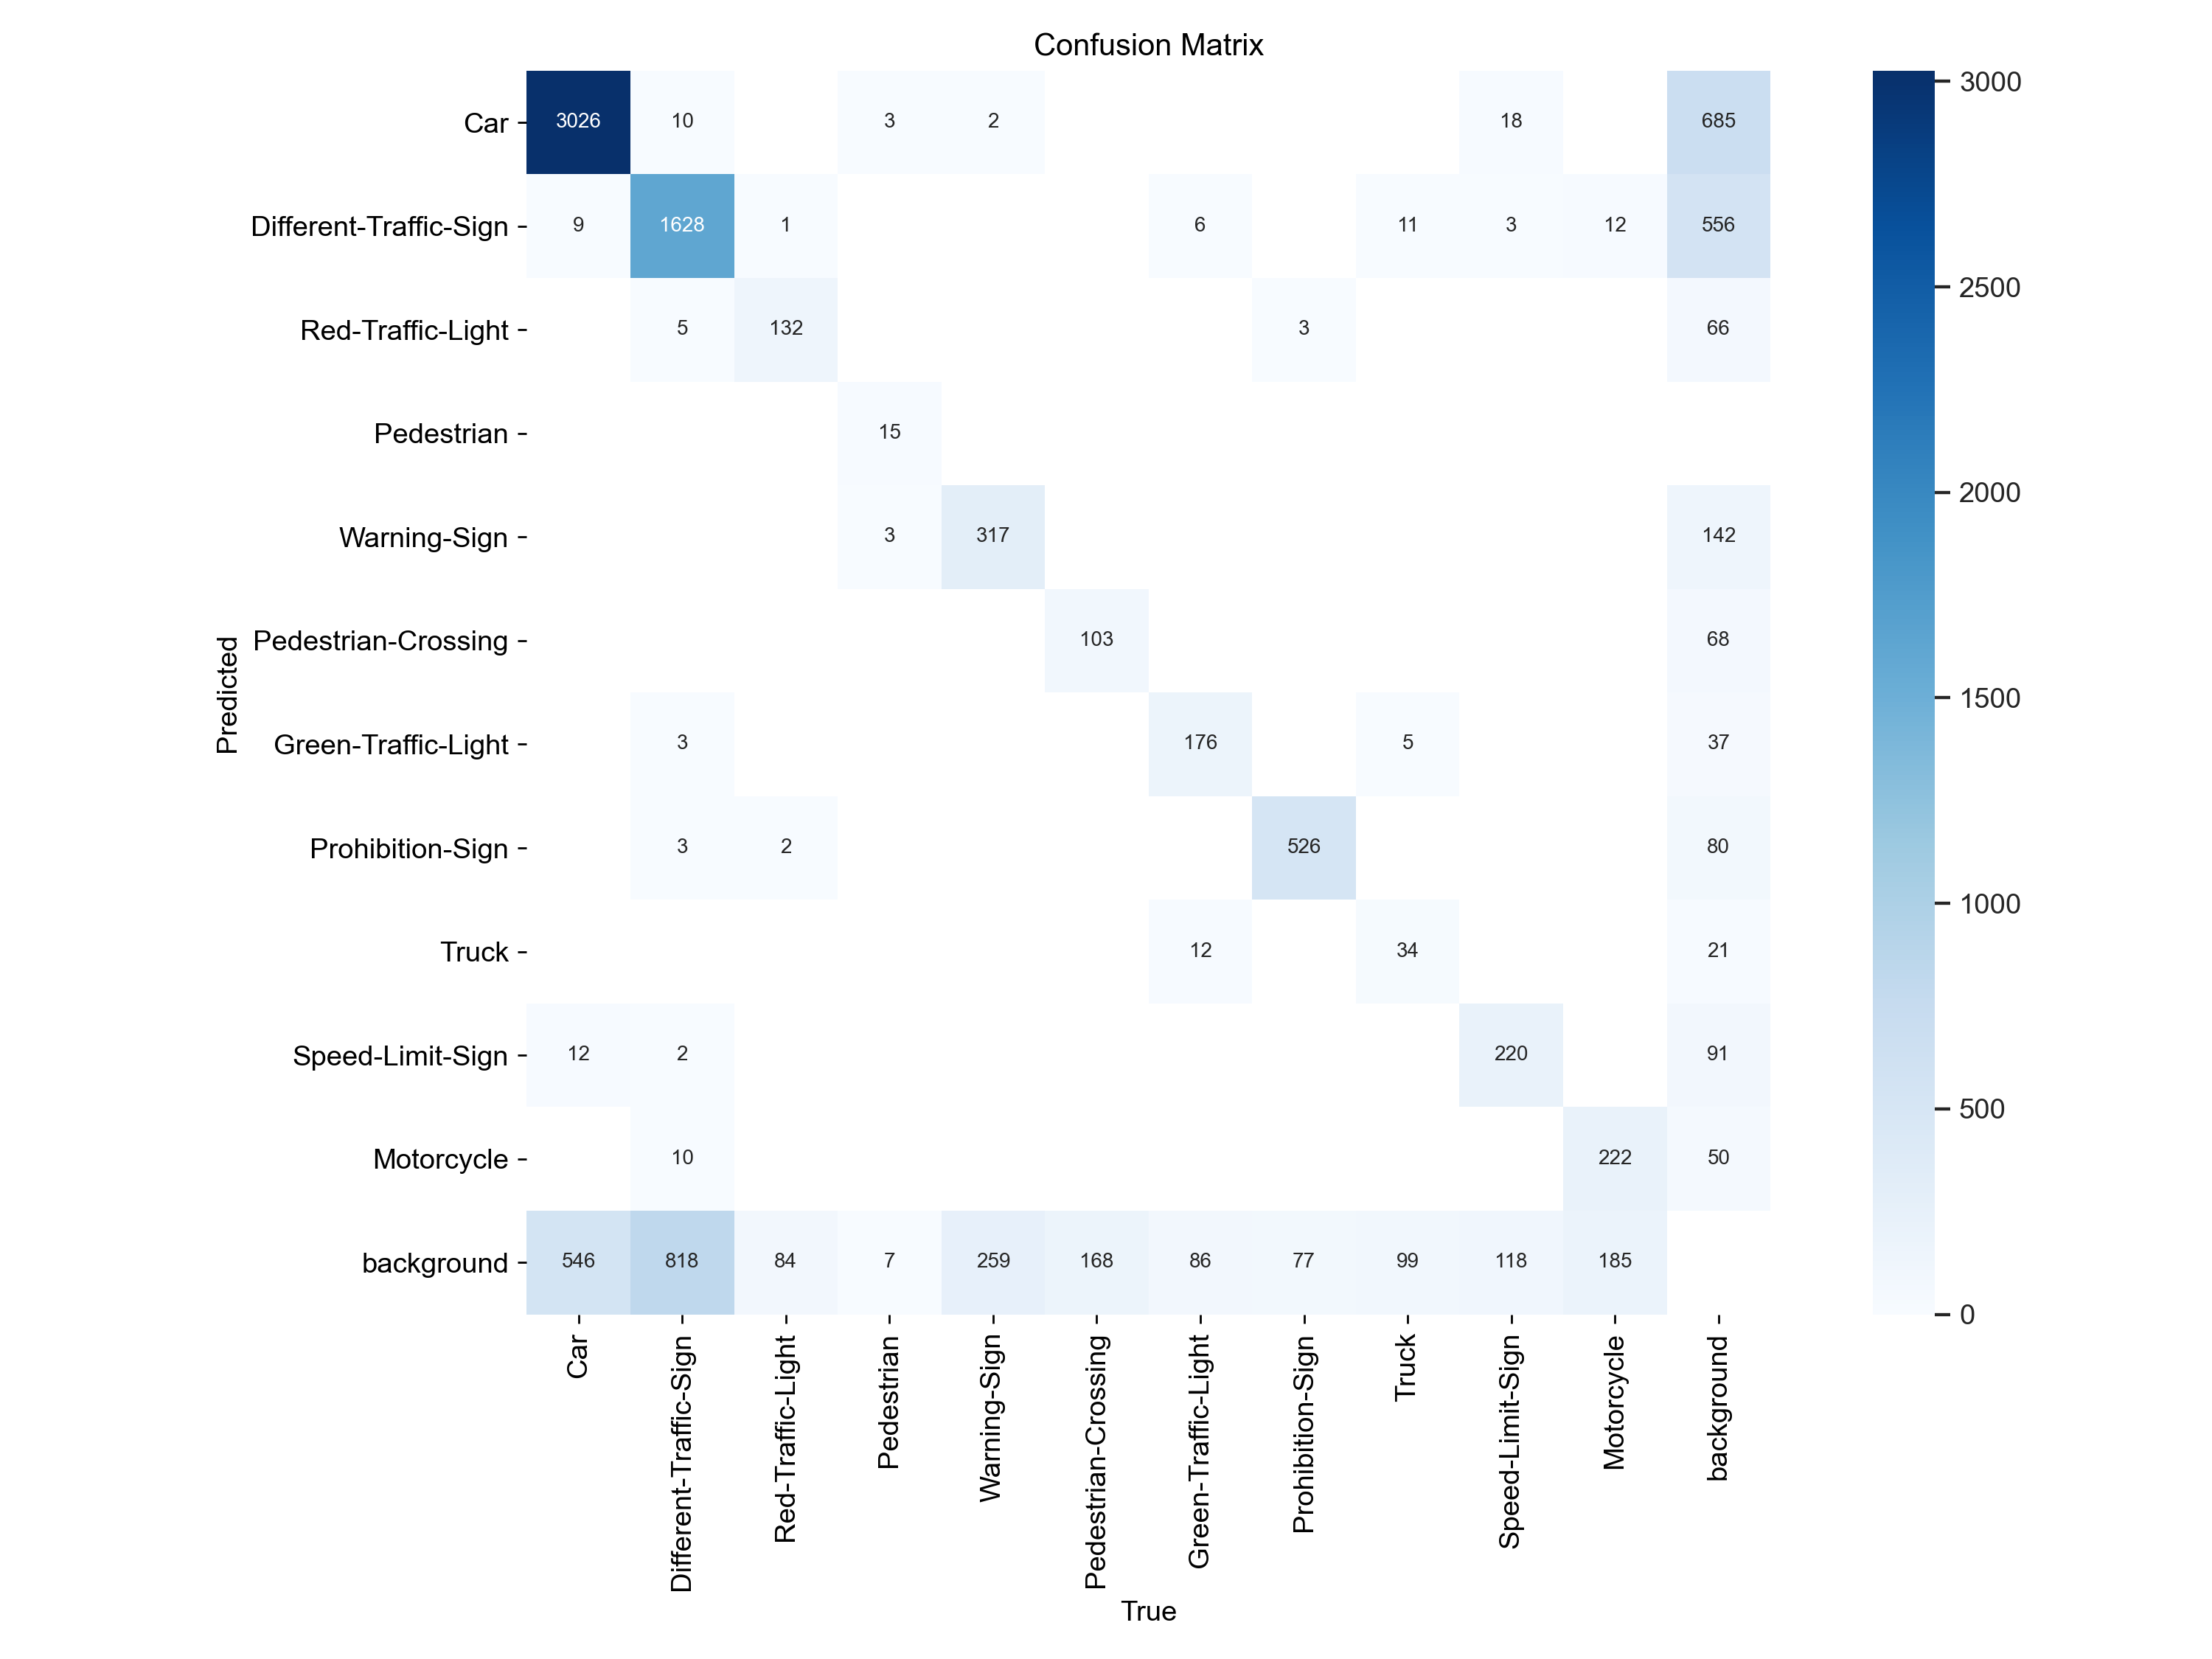 Confusion Matrix
Car 3026 10 3 2 18 685
Different-Traffic-Sign 9 1628 1 6 11 3 12 556
Red-Traffic-Light 5 132 3 66
Pedestrian 15
Warning-Sign 3 317 142
Pedestrian-Crossing 103 68
Green-Traffic-Light 3 176 5 37
Prohibition-Sign 3 2 526 80
Truck 12 34 21
Speed-Limit-Sign 12 2 220 91
Motorcycle 10 222 50
background 546 818 84 7 259 168 86 77 99 118 185
Predicted
Car
Different-Traffic-Sign
Red-Traffic-Light
Pedestrian
Warning-Sign
Pedestrian-Crossing
Green-Traffic-Light
Prohibition-Sign
Truck
Speed-Limit-Sign
Motorcycle
background
True
3000
2500
2000
1500
1000
500
0